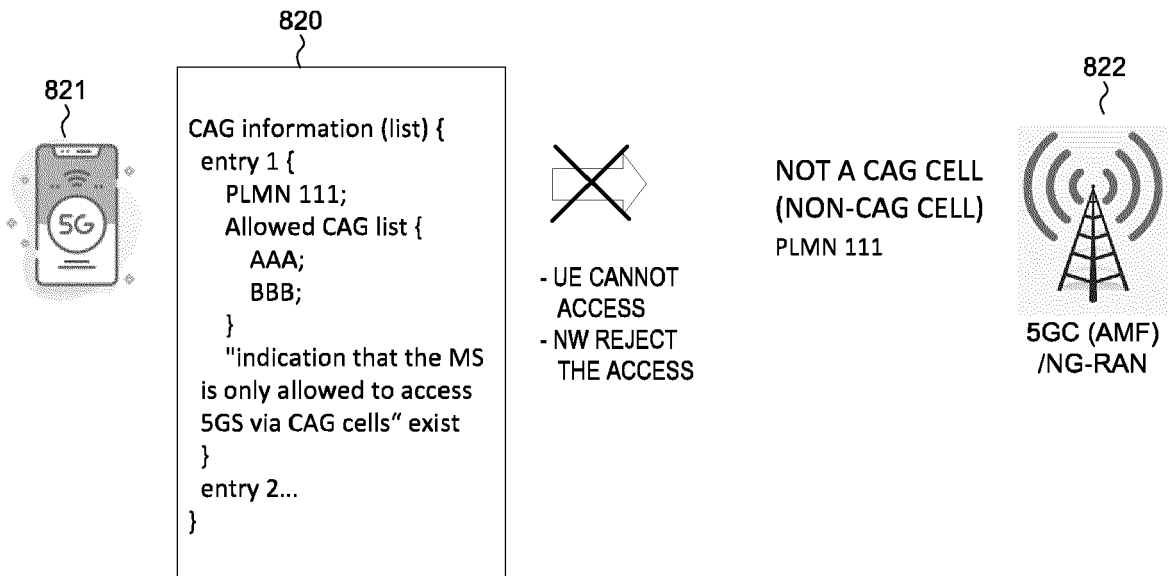 820
821
5G
CAG information (list) {
entry 1 {
PLMN 111;
Allowed CAG list {
AAA;
BBB;
}
"indication that the MS
is only allowed to access
5GS via CAG cells“ exist
}
entry 2...
}
- UE CANNOT
ACCESS
- NW REJECT
THE ACCESS
NOT A CAG CELL
(NON-CAG CELL)
PLMN 111
822
5GC (AMF)
/NG-RAN